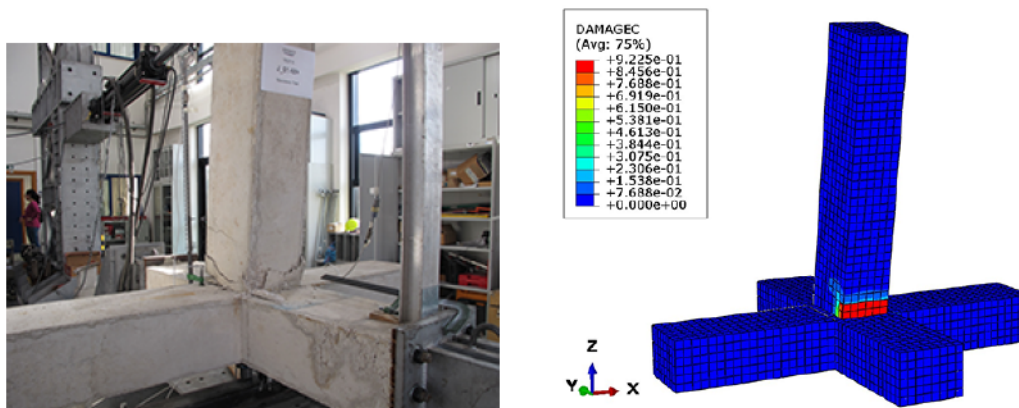 DAMAGEC
(Avg: 75%)
+9.225e-01
+8.456e-01
+7.688e-01
+6.919e-01
+6.150e-01
+5.381e-01
+4.613e-01
+3.844e-01
+3.075e-01
+2.306e-01
+1.538e-01
+7.688e-02
+0.000e+00
Z
Y
X